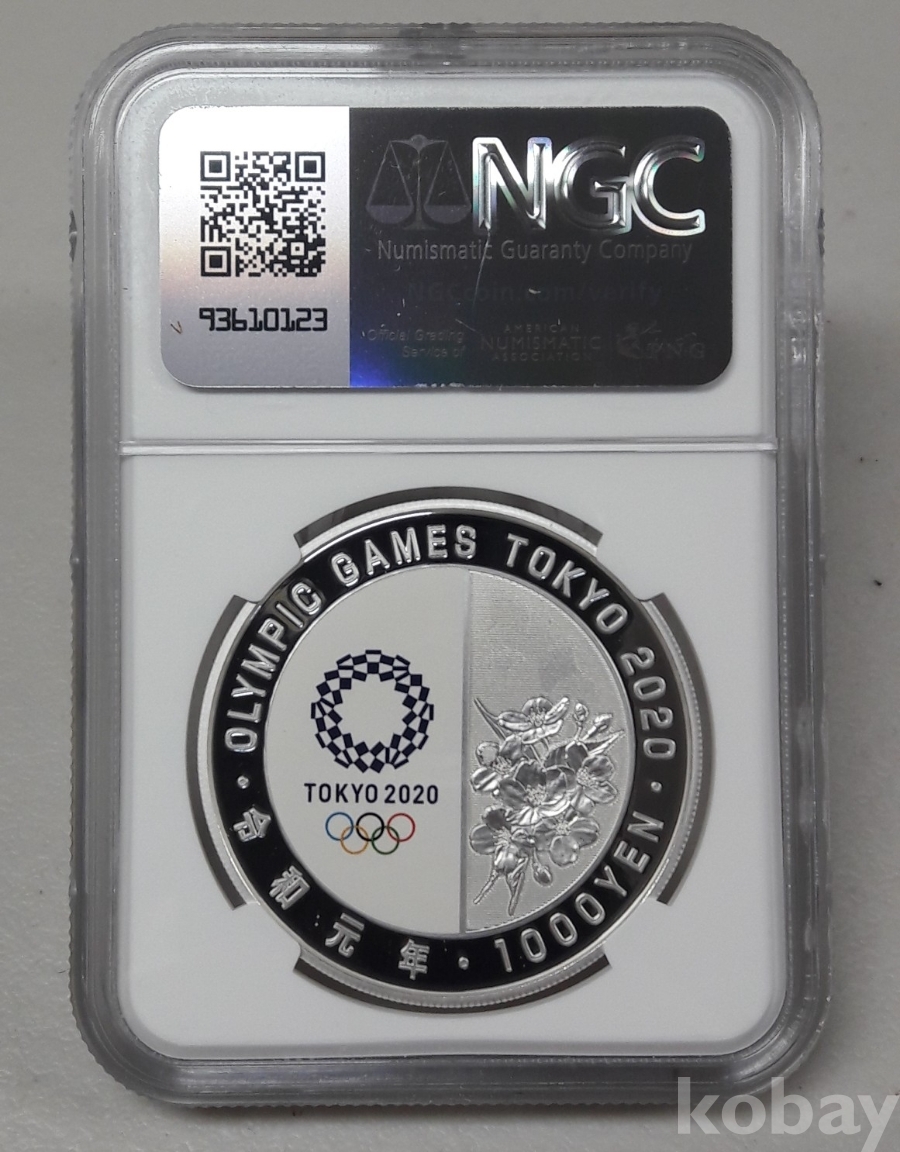 NGC
Numismatic Guaranty Company
NGCcoin.com/verify
Official Grading
Service of
AMERICAN
NUMISMATIC
ASSOCIATION
PNG
93610123
OLYMPIC GAMES TOKYO 2020
TOKYO 2020
1000YEN
令和元年
kobay